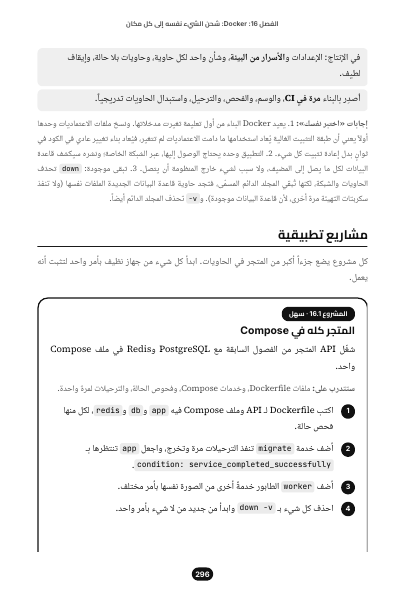 الفصل 16: Docker: شحن الشيء نفسه إلى كل مكان
في الإنتاج: الإعدادات والأسرار من البيئة، وشأن واحد لكل حاوية، وحاويات بلا حالة، وإيقاف
لطيف.
أصدِر بالبناء مرة في CI، والوسم، والفحص، والترحيل، واستبدال الحاويات تدريجياً.
إجابات «اختبر نفسك»: 1. يعيد Docker البناء من أول تعليمة تغيرت مدخلاتها. ونسخ ملفات الاعتماديات وحدها
أولاً يعني أن طبقة التثبيت الغالية يُعاد استخدامها ما دامت الاعتماديات لم تتغير، فيُعاد بناء تغيير عادي في الكود في
ثوانٍ بدل إعادة تثبيت كل شيء. 2. التطبيق وحده يحتاج الوصول إليها، عبر الشبكة الخاصة؛ ونشره سيكشف قاعدة
البيانات لكل ما يصل إلى المضيف، ولا سبب لشيء خارج المنظومة أن يتصل. 3. تبقى موجودة: down تحذف
الحاويات والشبكة، لكنها تُبقي المجلد الدائم المسمّى، فتجد حاوية قاعدة البيانات الجديدة الملفات نفسها (ولا تنفذ
سكربتات التهيئة مرة أخرى، لأن قاعدة البيانات موجودة). و -v تحذف المجلد الدائم أيضاً.
مشاريع تطبيقية
كل مشروع يضع جزءاً أكبر من المتجر في الحاويات. ابدأ كل شيء من جهاز نظيف بأمر واحد لتثبت أنه
يعمل.
المشروع 16.1 · سهل
المتجر كله في Compose
شغّل API المتجر من الفصول السابقة مع PostgreSQL وRedis في ملف Compose
واحد.
ستتدرب على: ملفات Dockerfile، وخدمات Compose، وفحوص الحالة، والترحيلات لمرة واحدة.
1 اكتب Dockerfile لـ API وملف Compose فيه app و db و redis، لكل منها
فحص حالة.
2 أضف خدمة migrate تنفذ الترحيلات مرة وتخرج، واجعل app تنتظرها بـ
condition: service_completed_successfully.
3 أضف worker الطابور خدمةً أخرى من الصورة نفسها بأمر مختلف.
4 احذف كل شيء بـ down -v وابدأ من جديد من لا شيء بأمر واحد.
296